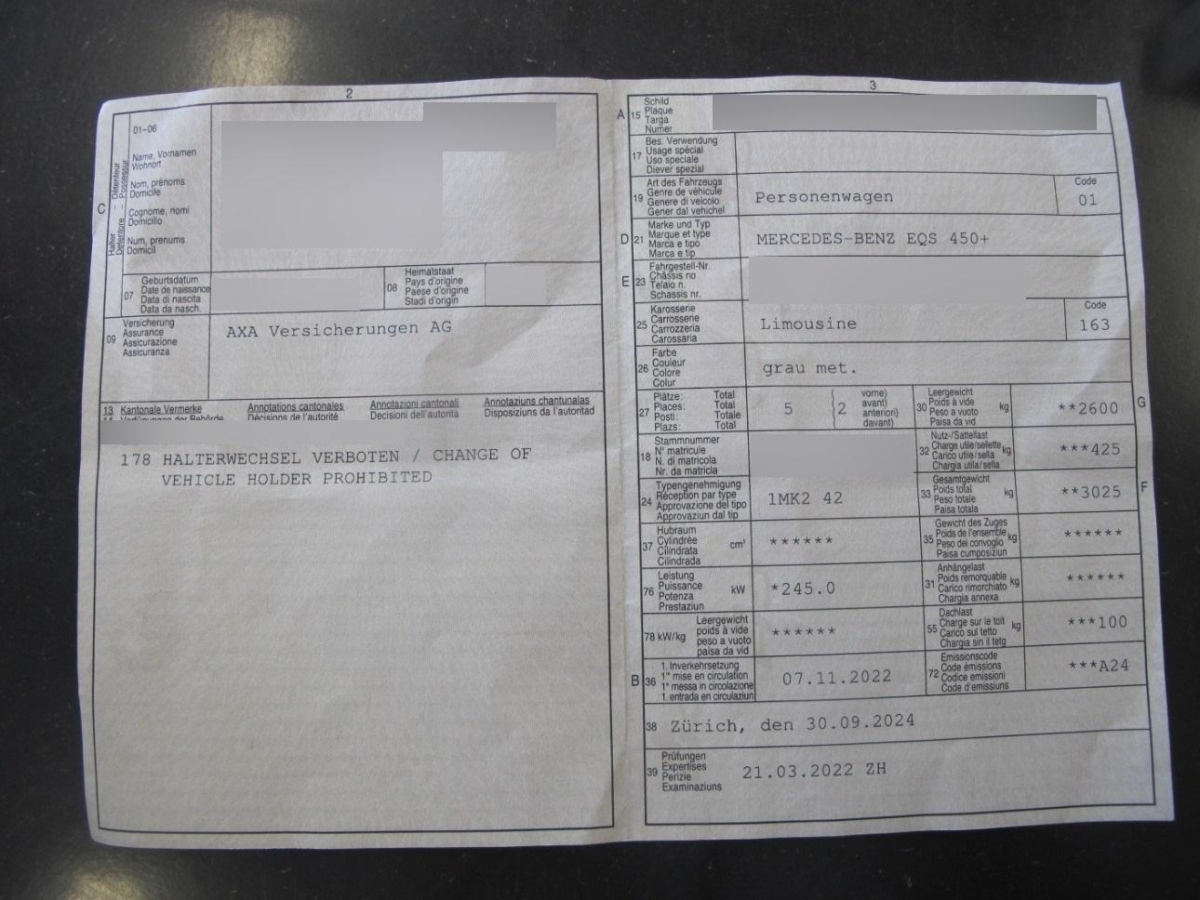 2
01-06
Halter - Détenteur
Detentore - Possessur
C
Name, Vornamen
Wohnort
Nom, prénoms
Domicile
Cognome, nomi
Domicilio
Num, prenums
Domicil
07
Geburtsdatum
Date de naissance
Data di nascita
Data da nasch.
08
Heimatstaat
Pays d'origine
Paese d'origine
Stadi d'origin
09
Versicherung
Assurance
Assicurazione
Assicuranza
AXA Versicherungen AG
13 Kantonale Vermerke Annotations cantonales Annotazioni cantonali Annotaziuns chantunalas
14 Verfügungen der Behörde Décisions de l'autorité Decisioni dell'autorità Disposiziuns da l'autoritad
178 HALTERWECHSEL VERBOTEN / CHANGE OF
VEHICLE HOLDER PROHIBITED
3
A 15
Schild
Plaque
Targa
Numer
17
Bes. Verwendung
Usage spécial
Uso speciale
Diever spezial
19
Art des Fahrzeugs
Genre de véhicule
Genere di veicolo
Gener dal vehichel
Personenwagen
Code
01
D 21
Marke und Typ
Marque et type
Marca e tipo
Marca e tip
MERCEDES-BENZ EQS 450+
E 23
Fahrgestell-Nr.
Châssis no
Telaio n.
Schassis nr.
25
Karosserie
Carrosserie
Carrozzeria
Carossaria
Limousine
Code
163
26
Farbe
Couleur
Colore
Colur
grau met.
27
Plätze: Total
Places: Total
Posti: Totale
Plazs: Total
5
2
vorne)
avant)
anteriori)
davant)
30
Leergewicht
Poids à vide
Peso a vuoto
Paisa da vid
kg
**2600
G
18
Stammnummer
N° matricule
N. di matricola
Nr. da matricla
32
Nutz-/Sattellast
Charge utile/sellette
Carico utile/sella
Chargia utila/sella
kg
***425
24
Typengenehmigung
Réception par type
Approvazione del tipo
Approvaziun dal tip
1MK2 42
33
Gesamtgewicht
Poids total
Peso totale
Paisa totala
kg
**3025
F
37
Hubraum
Cylindrée
Cilindrata
Cilindrada
cm³
******
35
Gewicht des Zuges
Poids de l'ensemble
Peso del convoglio
Paisa cumposiziun
kg
******
76
Leistung
Puissance
Potenza
Prestaziun
kW
*245.0
31
Anhängelast
Poids remorquable
Carico rimorchiato
Chargia annexa
kg
******
78 kW/kg
Leergewicht
poids à vide
peso a vuoto
paisa da vid
******
55
Dachlast
Charge sur le toit
Carico sul tetto
Chargia sin il tetg
kg
***100
B 36
1. Inverkehrsetzung
1re mise en circulation
1a messa in circolazione
1. entrada en circulaziun
07.11.2022
72
Emissionscode
Code émissions
Codice emissioni
Code d'emissiuns
***A24
38 Zürich, den 30.09.2024
39
Prüfungen
Expertises
Perizie
Examinaziuns
21.03.2022 ZH